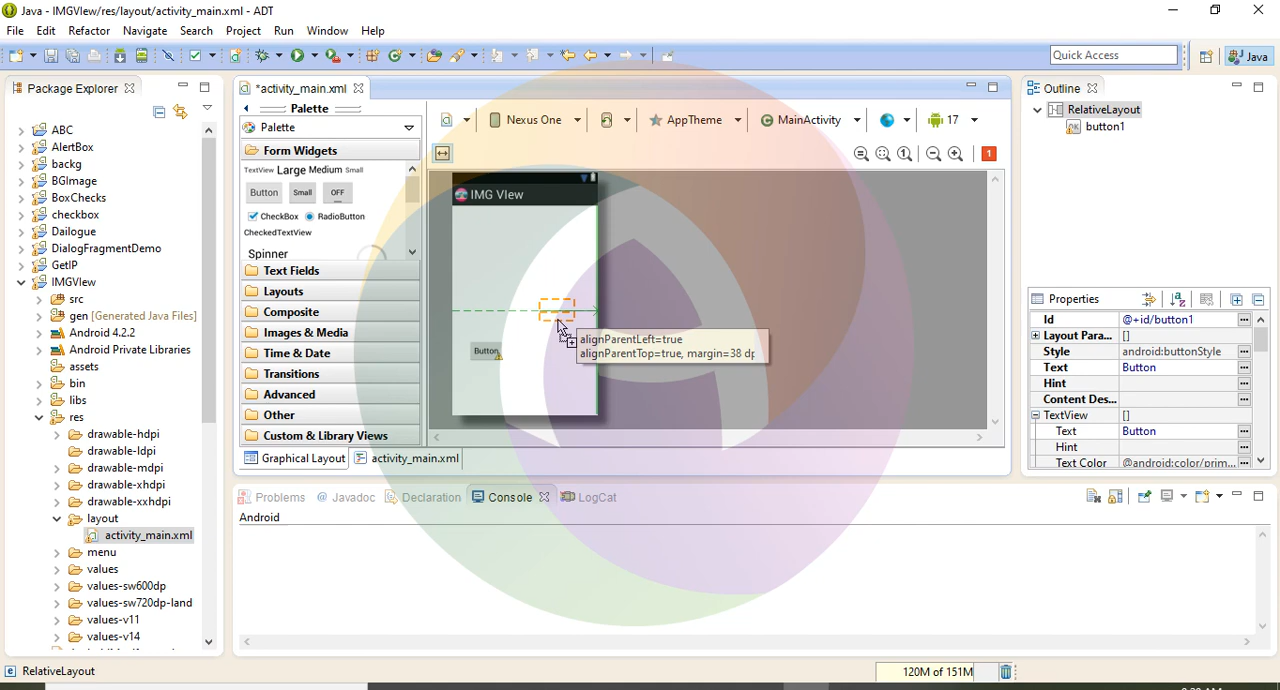 Java - IMGVIew/res/layout/activity_main.xml - ADT
File Edit Refactor Navigate Search Project Run Window Help
Quick Access
Java
Package Explorer
ABC
AlertBox
backg
BGImage
BoxChecks
checkbox
Dailogue
DialogFragmentDemo
GetIP
IMGVIew
src
gen [Generated Java Files]
Android 4.2.2
Android Private Libraries
assets
bin
libs
res
drawable-hdpi
drawable-ldpi
drawable-mdpi
drawable-xhdpi
drawable-xxhdpi
layout
activity_main.xml
menu
values
values-sw600dp
values-sw720dp-land
values-v11
values-v14
*activity_main.xml
Palette
Palette
Form Widgets
TextView Large Medium Small
Button Small OFF
CheckBox RadioButton
CheckedTextView
Spinner
Text Fields
Layouts
Composite
Images & Media
Time & Date
Transitions
Advanced
Other
Custom & Library Views
Nexus One AppTheme MainActivity 17
1
IMG VIew
Button
alignParentLeft=true
alignParentTop=true, margin=38 d
Graphical Layout activity_main.xml
Outline
RelativeLayout
button1
Properties
Id @+id/button1
Layout Para... []
Style android:buttonStyle
Text Button
Hint
Content Des...
TextView []
Text Button
Hint
Text Color @android:color/prim...
Problems @ Javadoc Declaration Console LogCat
Android
RelativeLayout
120M of 151M